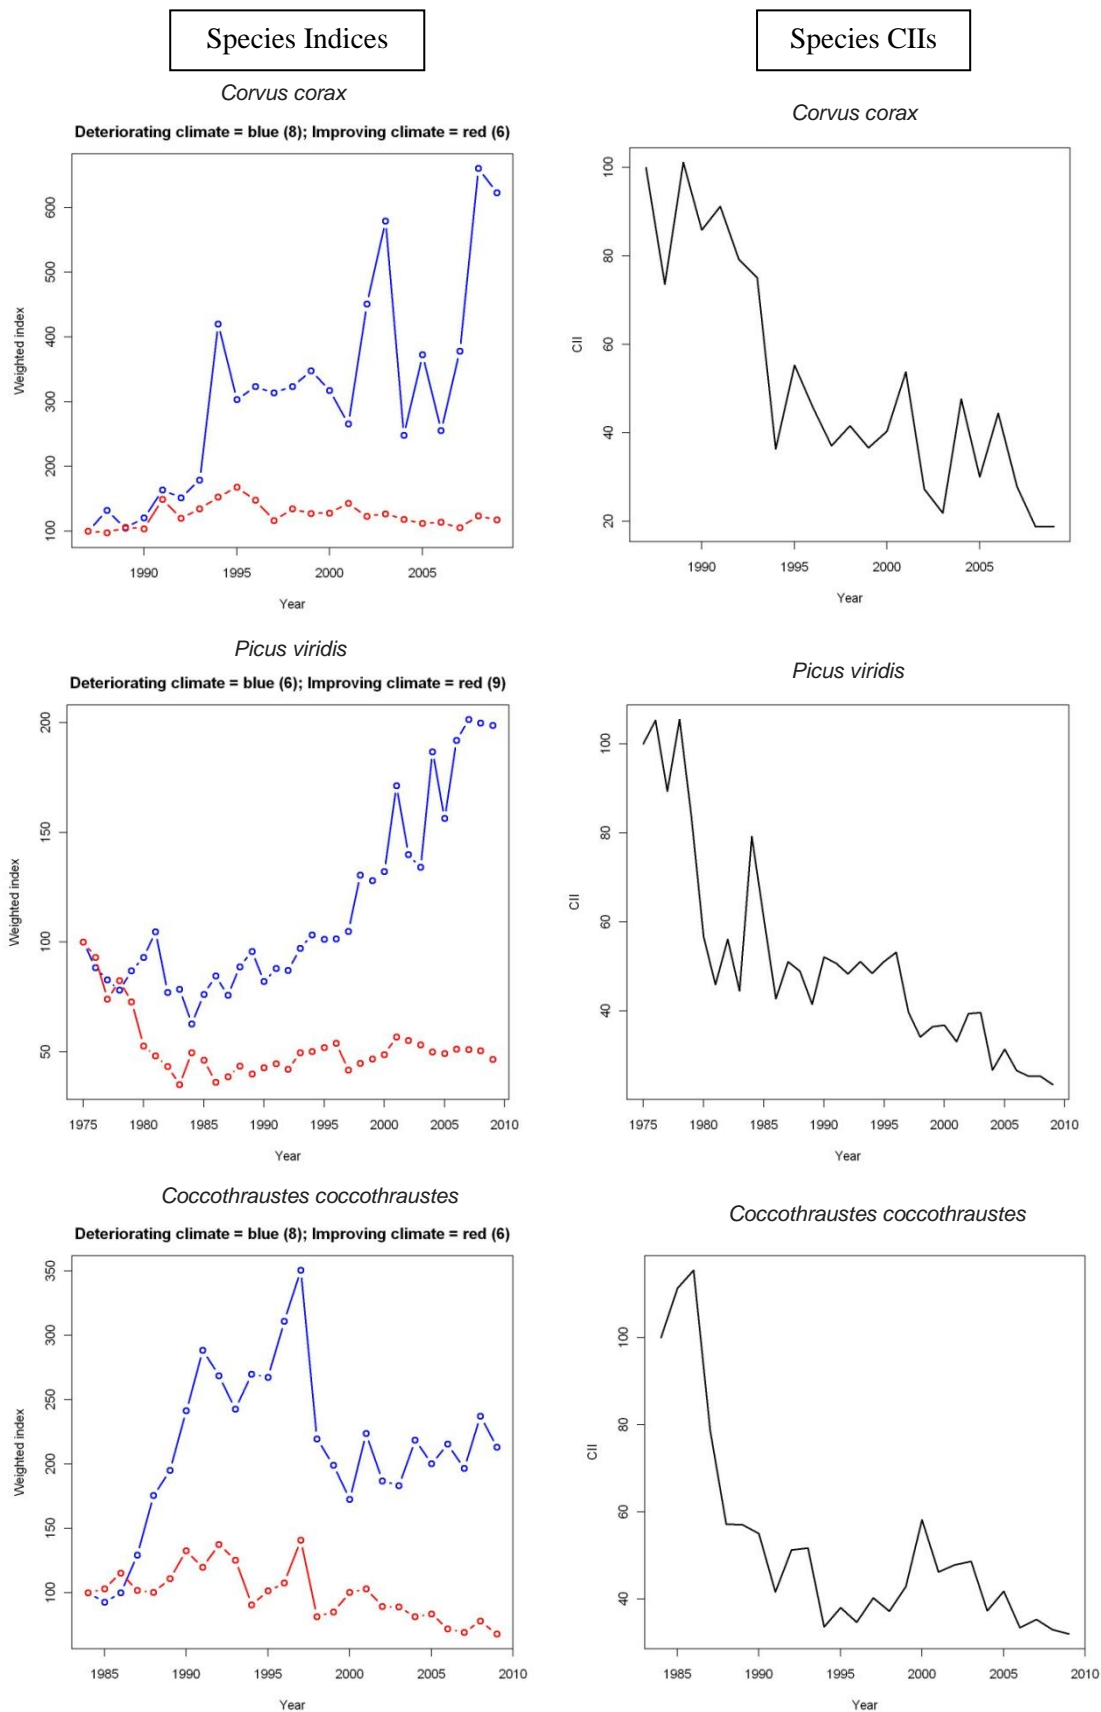 Species Indices
Species CIIs
Corvus corax
Deteriorating climate = blue (8); Improving climate = red (6)
Weighted index
100 200 300 400 500 600
1990 1995 2000 2005
Year
Corvus corax
CII
20 40 60 80 100
1990 1995 2000 2005
Year
Picus viridis
Deteriorating climate = blue (6); Improving climate = red (9)
Weighted index
50 100 150 200
1975 1980 1985 1990 1995 2000 2005 2010
Year
Picus viridis
CII
40 60 80 100
1975 1980 1985 1990 1995 2000 2005 2010
Year
Coccothraustes coccothraustes
Deteriorating climate = blue (8); Improving climate = red (6)
Weighted index
100 150 200 250 300 350
1985 1990 1995 2000 2005 2010
Year
Coccothraustes coccothraustes
CII
40 60 80 100
1985 1990 1995 2000 2005 2010
Year